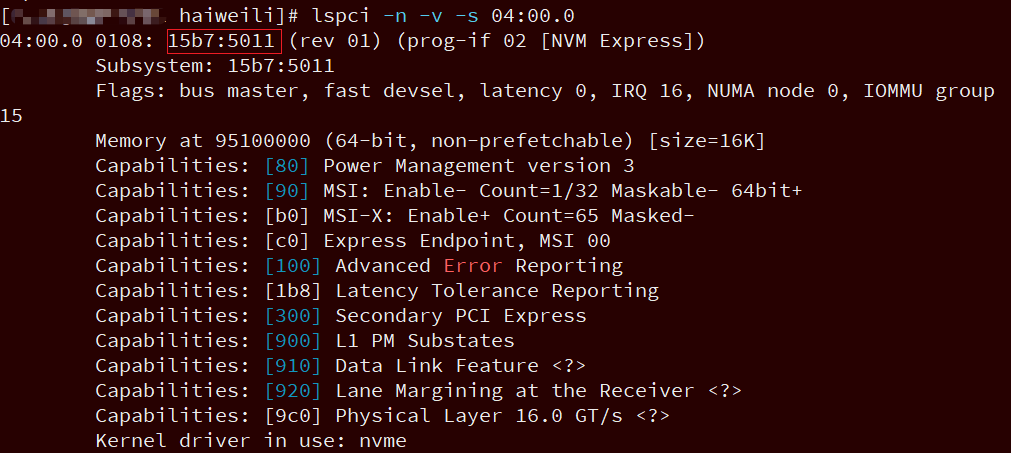 [ haiweili]# lspci -n -v -s 04:00.0
04:00.0 0108: 15b7:5011 (rev 01) (prog-if 02 [NVM Express])
Subsystem: 15b7:5011
Flags: bus master, fast devsel, latency 0, IRQ 16, NUMA node 0, IOMMU group
15
Memory at 95100000 (64-bit, non-prefetchable) [size=16K]
Capabilities: [80] Power Management version 3
Capabilities: [90] MSI: Enable- Count=1/32 Maskable- 64bit+
Capabilities: [b0] MSI-X: Enable+ Count=65 Masked-
Capabilities: [c0] Express Endpoint, MSI 00
Capabilities: [100] Advanced Error Reporting
Capabilities: [1b8] Latency Tolerance Reporting
Capabilities: [300] Secondary PCI Express
Capabilities: [900] L1 PM Substates
Capabilities: [910] Data Link Feature <?>
Capabilities: [920] Lane Margining at the Receiver <?>
Capabilities: [9c0] Physical Layer 16.0 GT/s <?>
Kernel driver in use: nvme